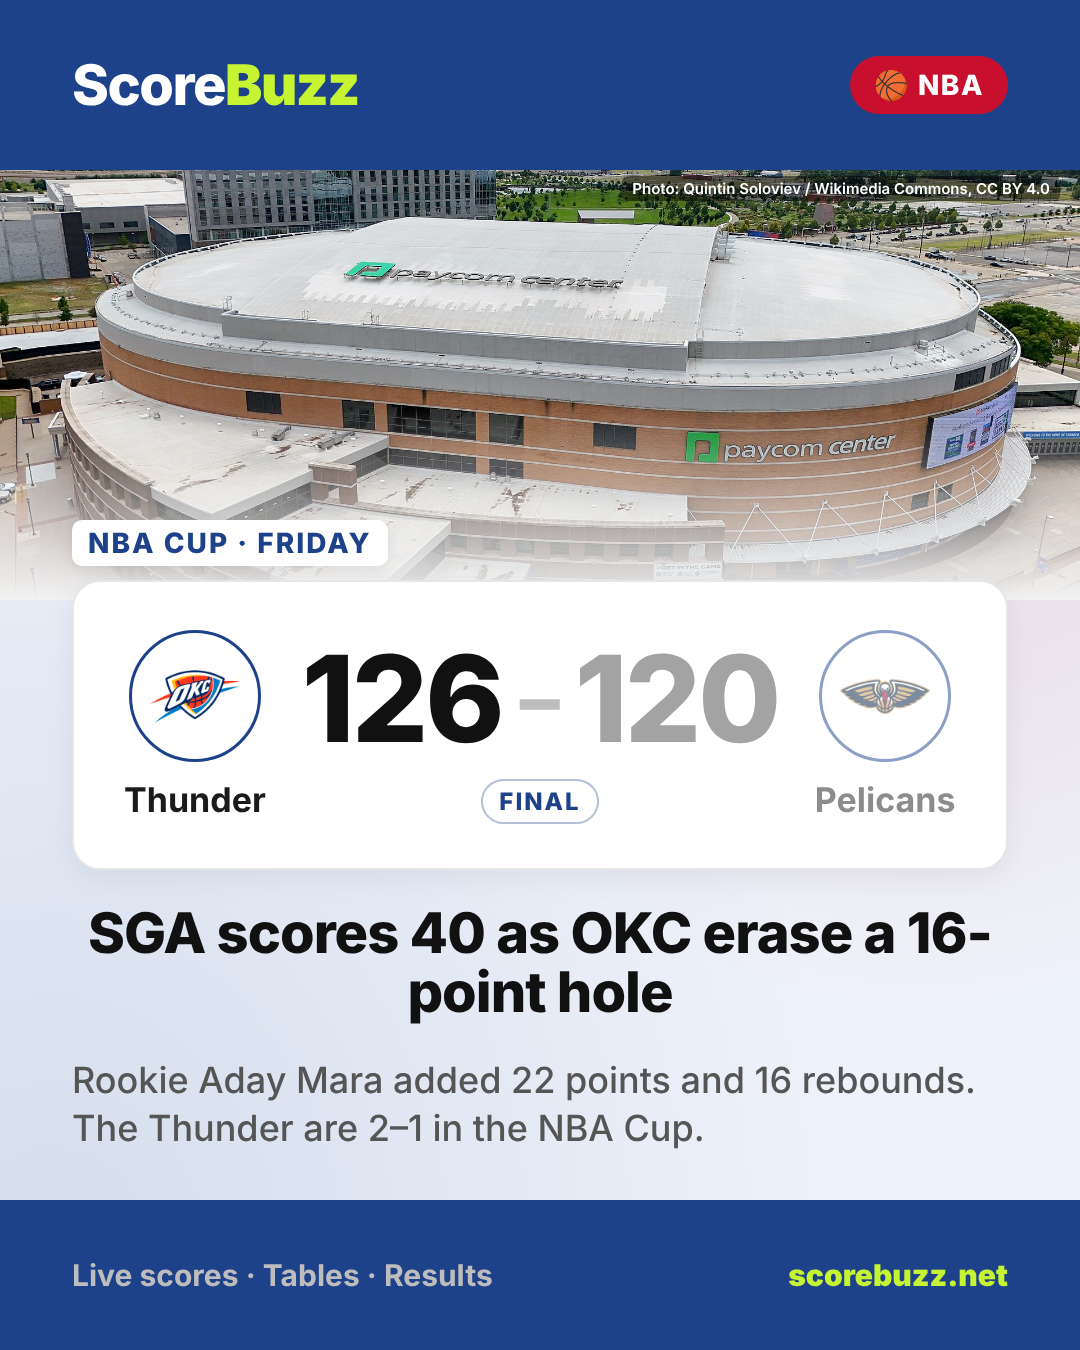 ScoreBuzz
NBA
Photo: Quintin Soloviev / Wikimedia Commons, CC BY 4.0
paycom center
paycom center
NBA CUP · FRIDAY
OKC
126 – 120
Thunder
FINAL
Pelicans
SGA scores 40 as OKC erase a 16-
point hole
Rookie Aday Mara added 22 points and 16 rebounds.
The Thunder are 2–1 in the NBA Cup.
Live scores · Tables · Results
scorebuzz.net